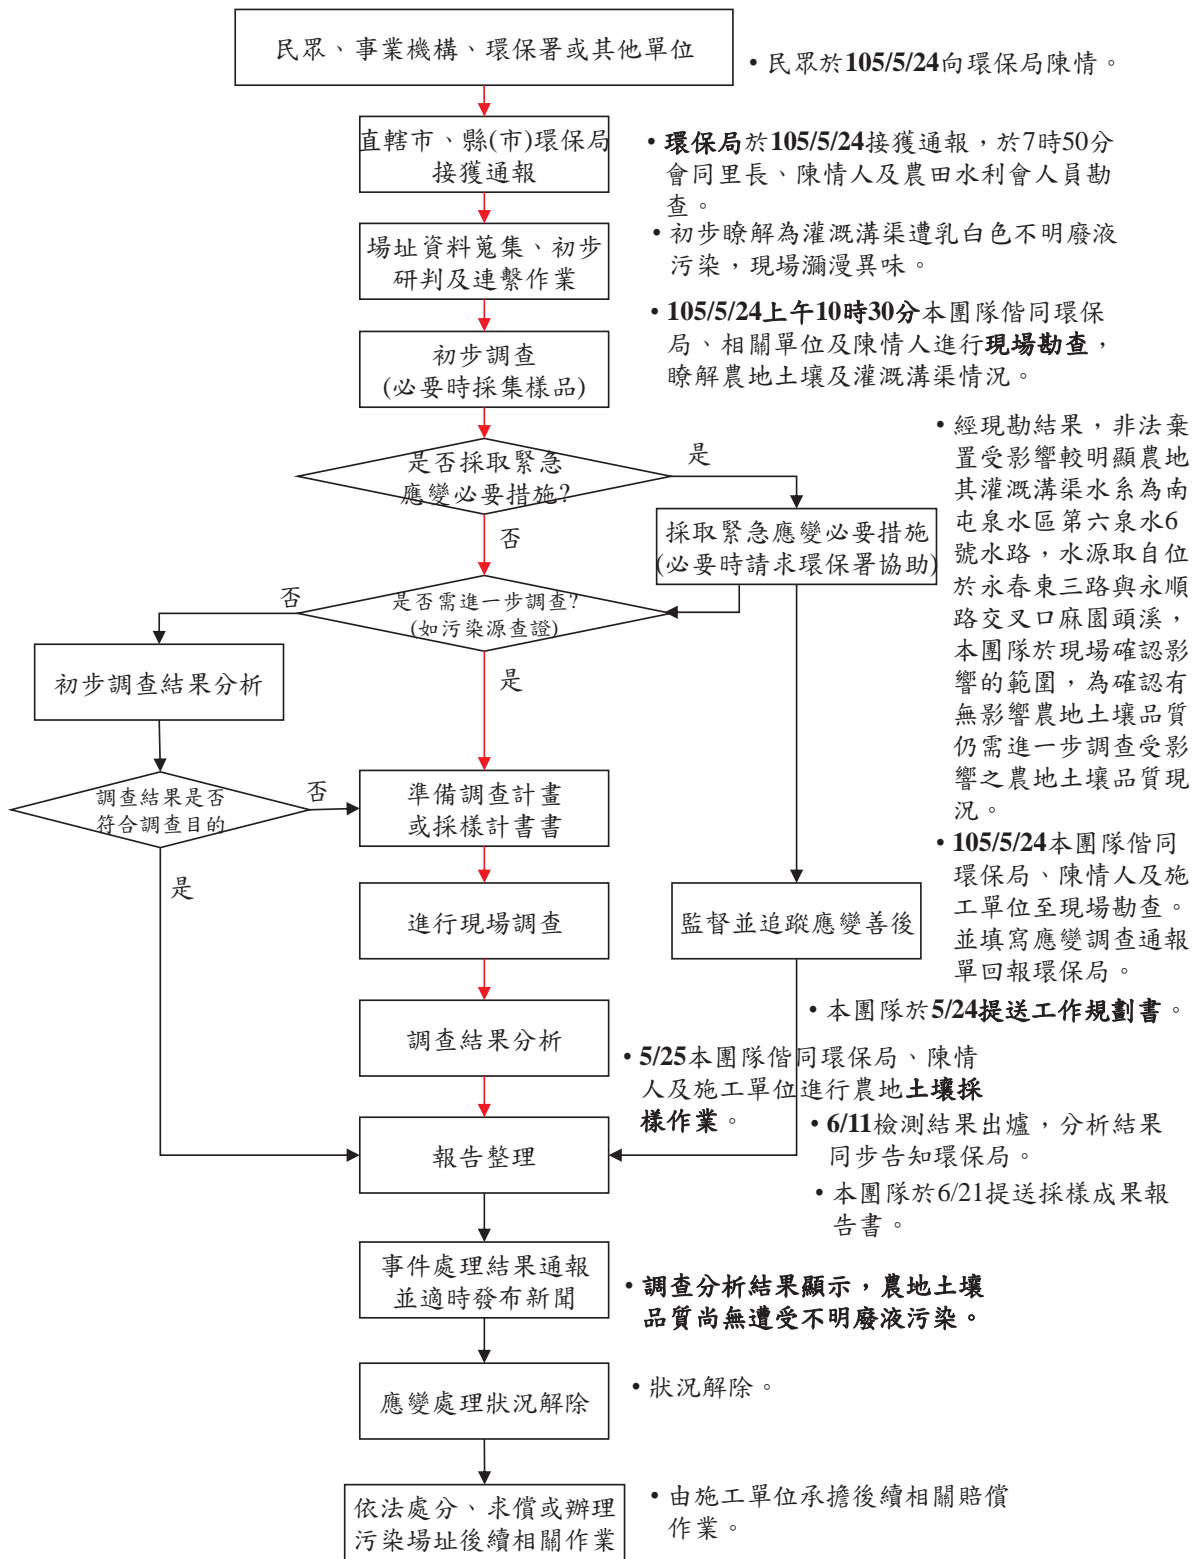 民眾、事業機構、環保署或其他單位
•民眾於105/5/24向環保局陳情。
直轄市、縣(市)環保局
接獲通報
•環保局於105/5/24接獲通報，於7時50分
會同里長、陳情人及農田水利會人員勘
查。
•初步瞭解為灌溉溝渠遭乳白色不明廢液
污染，現場瀰漫異味。
場址資料蒐集、初步
研判及連繫作業
•105/5/24上午10時30分本團隊偕同環保
局、相關單位及陳情人進行現場勘查，
瞭解農地土壤及灌溉溝渠情況。
初步調查
(必要時採集樣品)
是否採取緊急
應變必要措施?
是
否
採取緊急應變必要措施
(必要時請求環保署協助)
•經現勘結果，非法棄
置受影響較明顯農地
其灌溉溝渠水系為南
屯泉水區第六泉水6
號水路，水源取自位
於永春東三路與永順
路交叉口麻園頭溪，
本團隊於現場確認影
響的範圍，為確認有
無影響農地土壤品質
仍需進一步調查受影
響之農地土壤品質現
況。
是否需進一步調查?
(如污染源查證)
否
是
初步調查結果分析
調查結果是否
符合調查目的
否
是
準備調查計畫
或採樣計書書
•105/5/24本團隊偕同
環保局、陳情人及施
工單位至現場勘查。
並填寫應變調查通報
單回報環保局。
進行現場調查
監督並追蹤應變善後
•本團隊於5/24提送工作規劃書。
調查結果分析
•5/25本團隊偕同環保局、陳情
人及施工單位進行農地土壤採
樣作業。
•6/11檢測結果出爐，分析結果
同步告知環保局。
報告整理
•本團隊於6/21提送採樣成果報
告書。
事件處理結果通報
並適時發布新聞
•調查分析結果顯示，農地土壤
品質尚無遭受不明廢液污染。
應變處理狀況解除
•狀況解除。
依法處分、求償或辦理
污染場址後續相關作業
•由施工單位承擔後續相關賠償
作業。